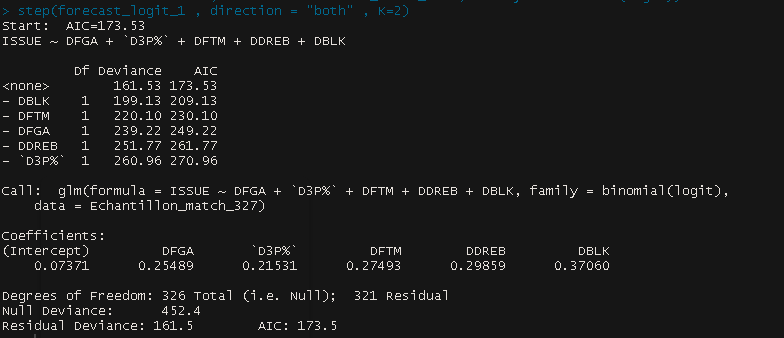 > step(forecast_logit_1 , direction = "both" , K=2)
Start:  AIC=173.53
ISSUE ~ DFGA + `D3P%` + DFTM + DDREB + DBLK

         Df Deviance    AIC
<none>        161.53 173.53
- DBLK    1   199.13 209.13
- DFTM    1   220.10 230.10
- DFGA    1   239.22 249.22
- DDREB   1   251.77 261.77
- `D3P%`  1   260.96 270.96

Call:  glm(formula = ISSUE ~ DFGA + `D3P%` + DFTM + DDREB + DBLK, family = binomial(logit),
    data = Echantillon_match_327)

Coefficients:
(Intercept)         DFGA       `D3P%`         DFTM        DDREB         DBLK
    0.07371      0.25489      0.21531      0.27493      0.29859      0.37060

Degrees of Freedom: 326 Total (i.e. Null);  321 Residual
Null Deviance:      452.4
Residual Deviance: 161.5        AIC: 173.5